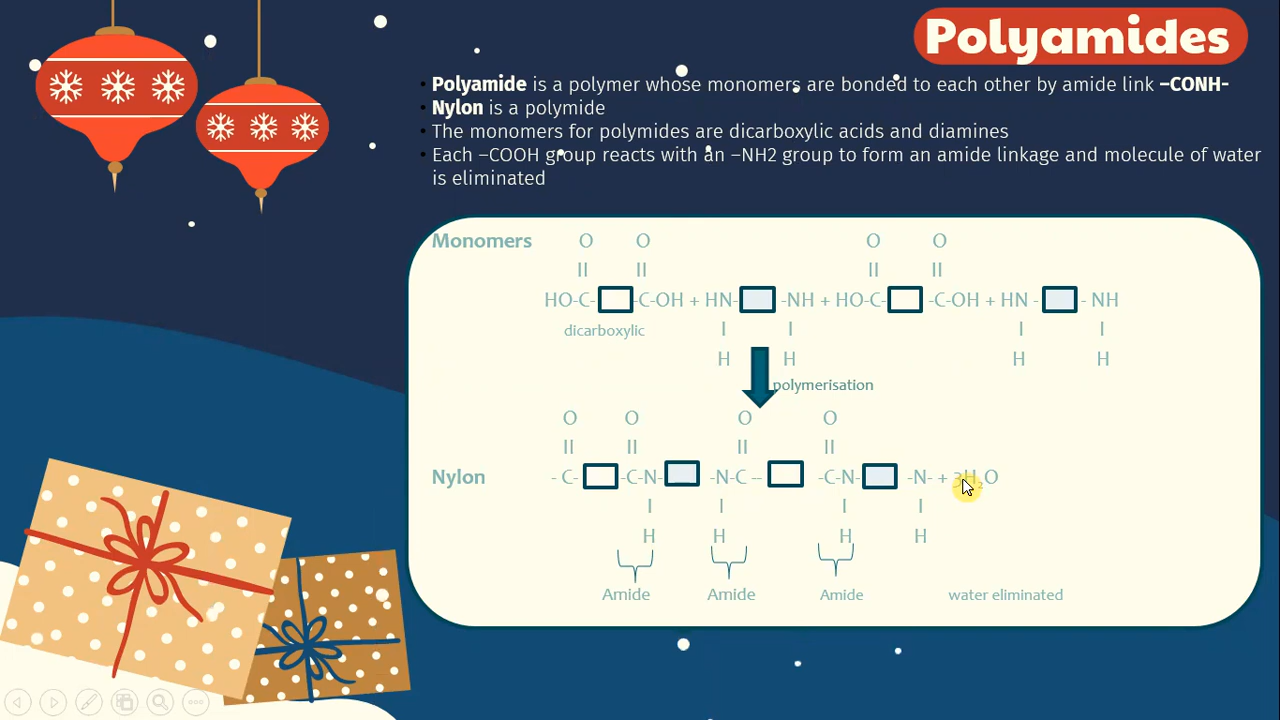 Polyamides
• Polyamide is a polymer whose monomers are bonded to each other by amide link –CONH-
• Nylon is a polymide
• The monomers for polymides are dicarboxylic acids and diamines
• Each –COOH group reacts with an –NH2 group to form an amide linkage and molecule of water
is eliminated
Monomers O O O O
II II II II
HO-C- -C-OH + HN- -NH + HO-C- -C-OH + HN - - NH
dicarboxylic I I I I
H H H H
polymerisation
O O O O
II II II II
Nylon - C- -C-N- -N-C – -C-N- -N- + 3H₂O
I I I I
H H H H
Amide Amide Amide water eliminated